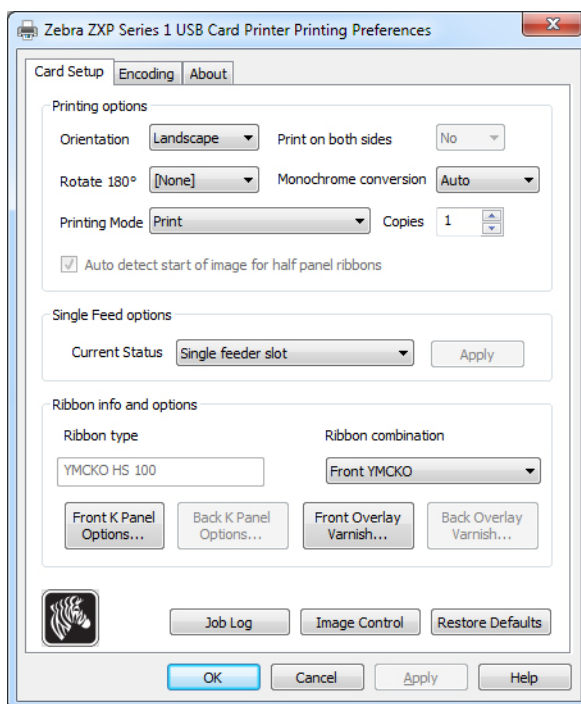 Zebra ZXP Series 1 USB Card Printer Printing Preferences
Card Setup Encoding About
Printing options
Orientation Landscape Print on both sides No
Rotate 180° [None] Monochrome conversion Auto
Printing Mode Print Copies 1
Auto detect start of image for half panel ribbons
Single Feed options
Current Status Single feeder slot Apply
Ribbon info and options
Ribbon type Ribbon combination
YMCKO HS 100 Front YMCKO
Front K Panel Back K Panel Front Overlay Back Overlay
Options... Options... Varnish... Varnish...
Job Log Image Control Restore Defaults
OK Cancel Apply Help